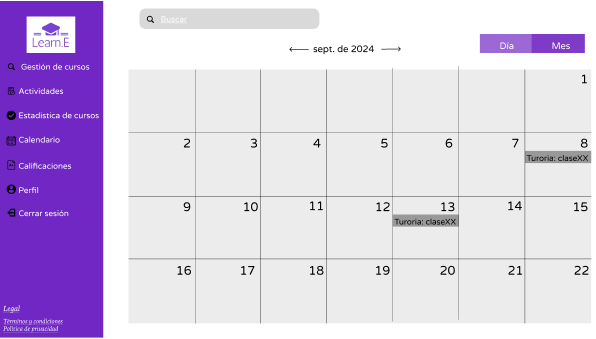 Learn.E
Gestión de cursos
Actividades
Estadistica de cursos
Calendario
Calificaciones
Perfil
Cerrar sesión
Legal
Términos y condiciones
Política de privacidad
Buscar
sept. de 2024
Día
Mes
1
2 3 4 5 6 7 8
Turoria: claseXX
9 10 11 12 13 14 15
Turoria: claseXX
16 17 18 19 20 21 22